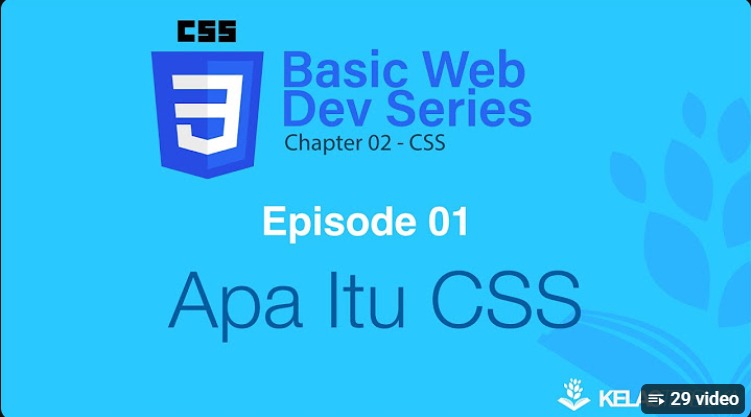 CSS
Basic Web
Dev Series
Chapter 02 - CSS
Episode 01
Apa Itu CSS
29 video